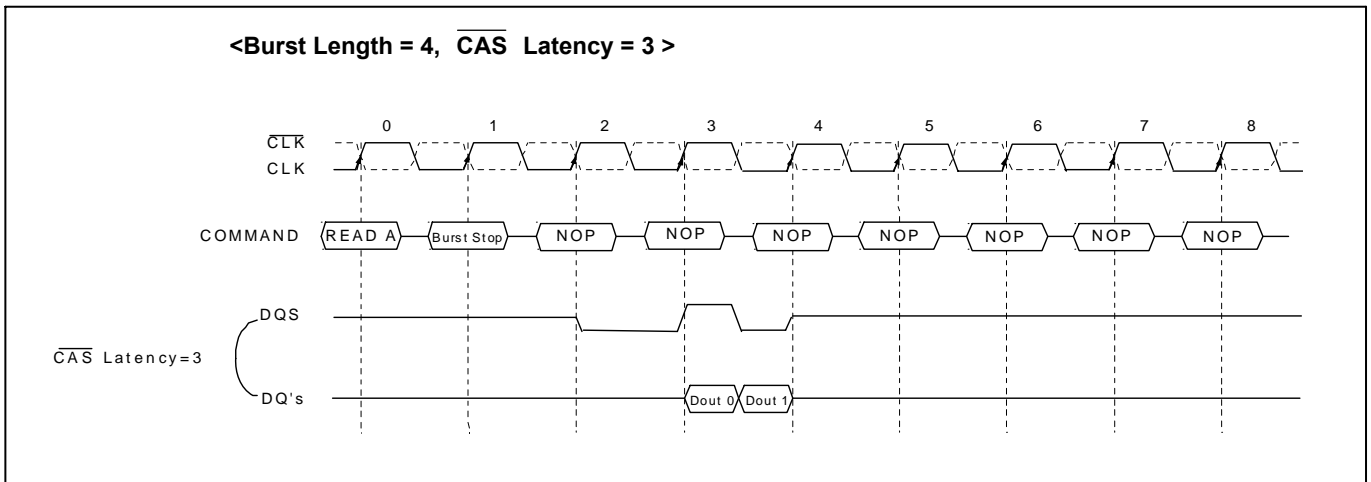 <Burst Length = 4, CAS Latency = 3 >
0 1 2 3 4 5 6 7 8
CLK
CLK
COMMAND READ A Burst Stop NOP NOP NOP NOP NOP NOP NOP
DQS
CAS Latency=3
DQ's Dout 0 Dout 1